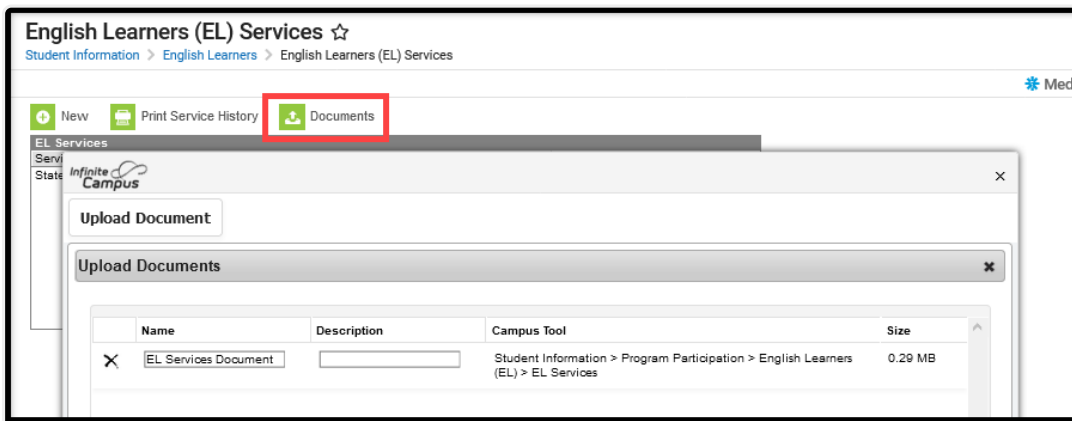 English Learners (EL) Services
Student Information > English Learners > English Learners (EL) Services
Med
New Print Service History Documents
EL Services
Servi
State
Infinite
Campus
Upload Document
Upload Documents
Name Description Campus Tool Size
EL Services Document Student Information > Program Participation > English Learners 0.29 MB
(EL) > EL Services